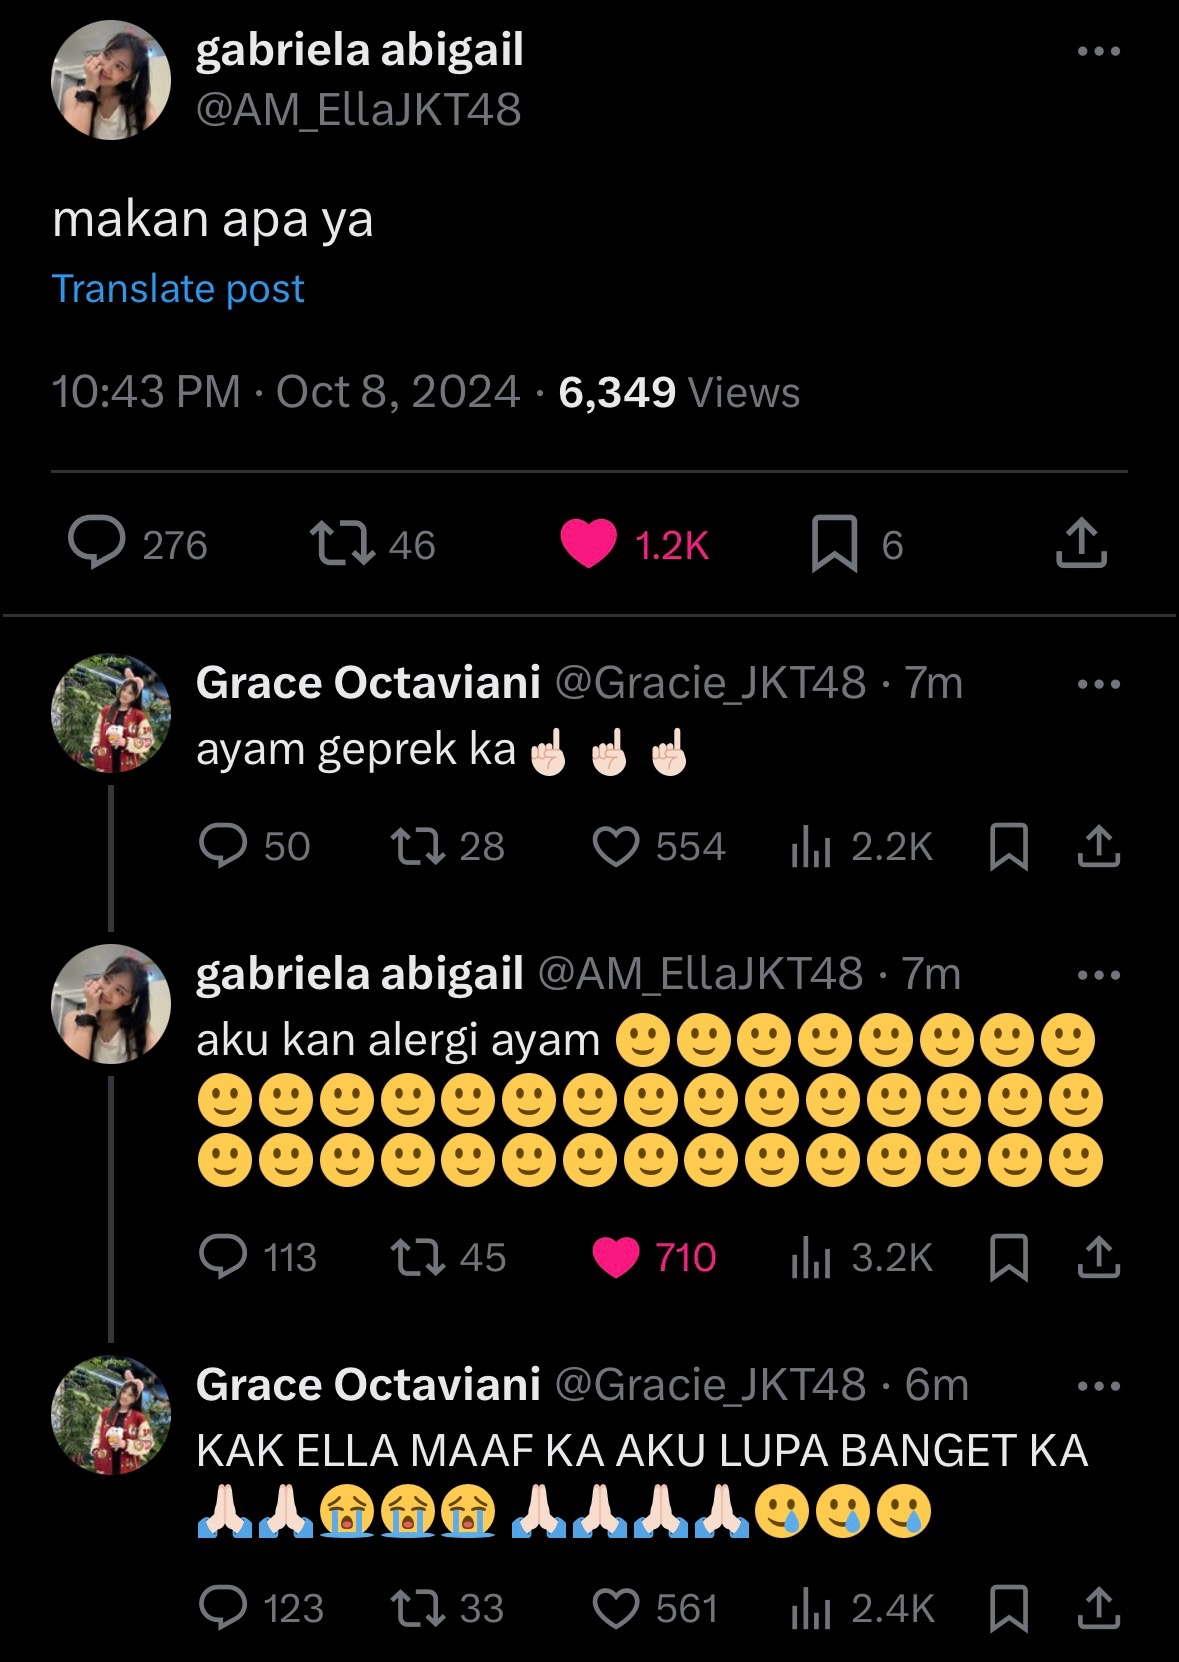 gabriela abigail
@AM_EllaJKT48
makan apa ya
Translate post
10:43 PM · Oct 8, 2024 · 6,349 Views
276 46 1.2K 6
Grace Octaviani @Gracie_JKT48 · 7m
ayam geprek ka☝🏻 ☝🏻 ☝🏻
50 28 554 2.2K
gabriela abigail @AM_EllaJKT48 · 7m
aku kan alergi ayam 🙂🙂🙂🙂🙂🙂🙂🙂
🙂🙂🙂🙂🙂🙂🙂🙂🙂🙂🙂🙂🙂🙂🙂
🙂🙂🙂🙂🙂🙂🙂🙂🙂🙂🙂🙂🙂🙂🙂
113 45 710 3.2K
Grace Octaviani @Gracie_JKT48 · 6m
KAK ELLA MAAF KA AKU LUPA BANGET KA
🙏🏻🙏🏻😭😭😭 🙏🏻🙏🏻🙏🏻🙏🏻🥲🥲🥲
123 33 561 2.4K